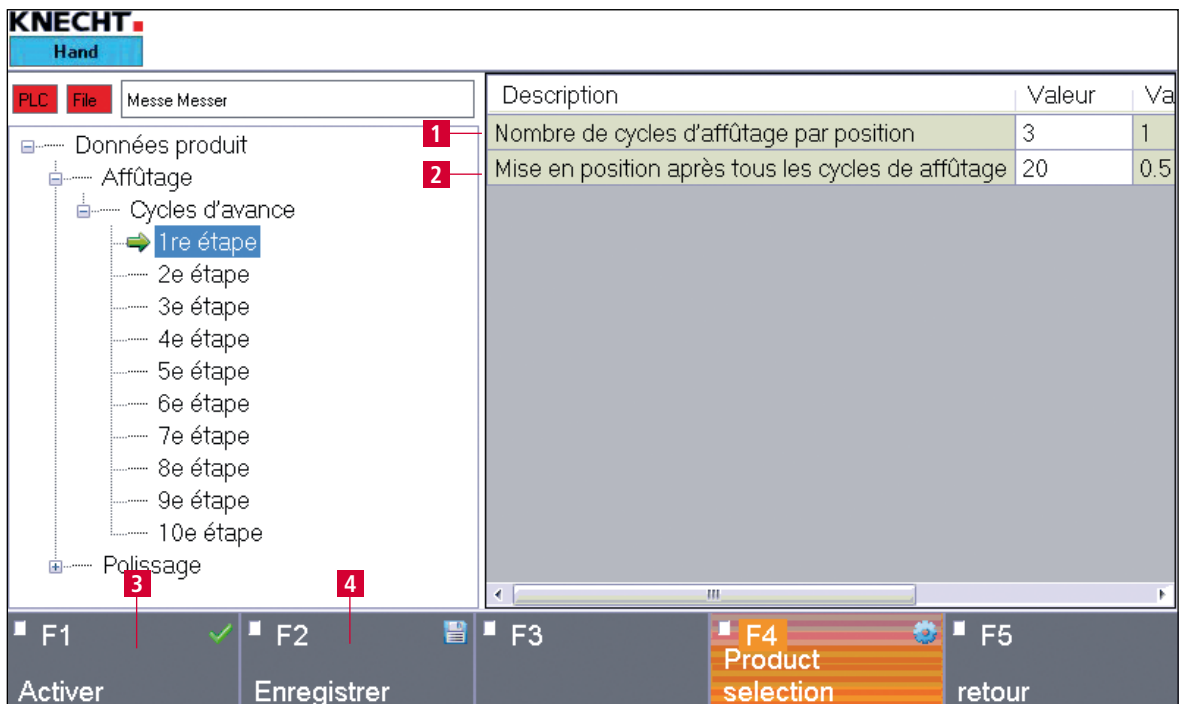 KNECHT
Hand
PLC File Messe Messer
Description Valeur Va
1 Nombre de cycles d'affûtage par position 3 1
2 Mise en position après tous les cycles de affûtage 20 0.5
Données produit
Affûtage
Cycles d'avance
1re étape
2e étape
3e étape
4e étape
5e étape
6e étape
7e étape
8e étape
9e étape
10e étape
Polissage
3 4
F1 F2 F3 F4 F5
Activer Enregistrer Product selection retour